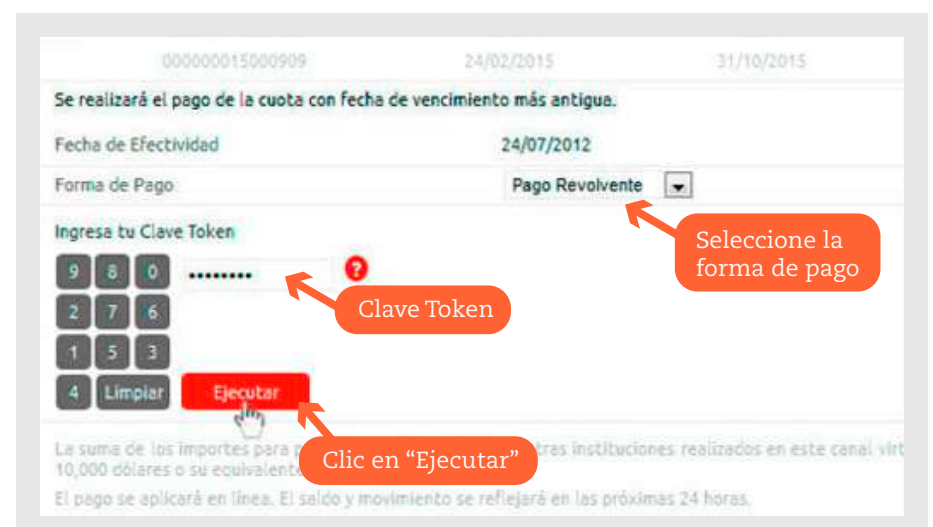 000000015000909 24/02/2015 31/10/2015
Se realizará el pago de la cuota con fecha de vencimiento más antigua.
Fecha de Efectividad 24/07/2012
Forma de Pago Pago Revolvente
Seleccione la
forma de pago
Ingresa tu Clave Token
9 8 0 •••••••• ?
Clave Token
2 7 6
1 5 3
4 Limpiar Ejecutar
Clic en “Ejecutar”
La suma de los importes para tras instituciones realizados en este canal
10,000 dólares o su equivalente
El pago se aplicará en línea. El saldo y movimiento se reflejará en las próximas 24 horas.